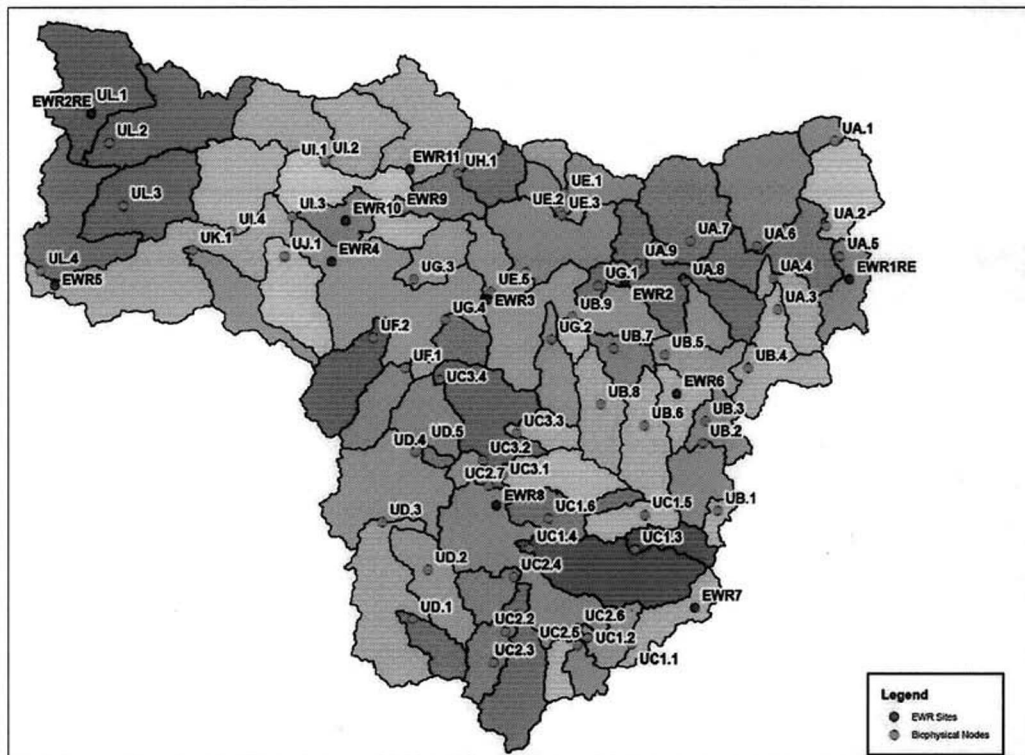 UA.1
EWR2RE
UL.1
UL.2
UI.1
UI.2
EWR11
UH.1
UE.1
UL.3
EWR9
UE.2
UE.3
UI.3
EWR10
UI.4
UA.2
UA.7
UA.6
UA.5
UK.1
UJ.1
EWR4
UA.9
UL.4
EWR5
UG.3
UE.5
UG.1
UA.8
UA.4
EWR1RE
EWR3
EWR2
UA.3
UG.4
UB.9
UF.2
UG.2
UB.7
UB.5
UB.4
UF.1
UC3.4
EWR6
UB.8
UB.6
UB.3
UC3.3
UB.2
UD.5
UD.4
UC3.2
UC3.1
UC2.7
EWR8
UC1.6
UC1.5
UB.1
UD.3
UC1.4
UC1.3
UD.2
UC2.4
EWR7
UD.1
UC2.2
UC2.6
UC2.5
UC1.2
UC2.3
UC1.1
Legend
EWR Sites
Biophysical Nodes